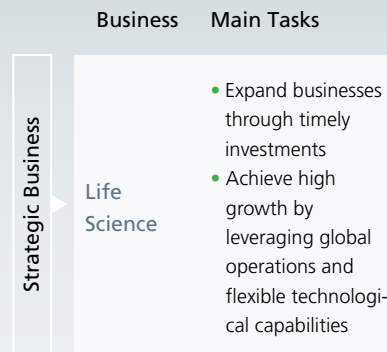 Business Main Tasks
Strategic Business
Life
Science
• Expand businesses
through timely
investments
• Achieve high
growth by
leveraging global
operations and
flexible technologi-
cal capabilities